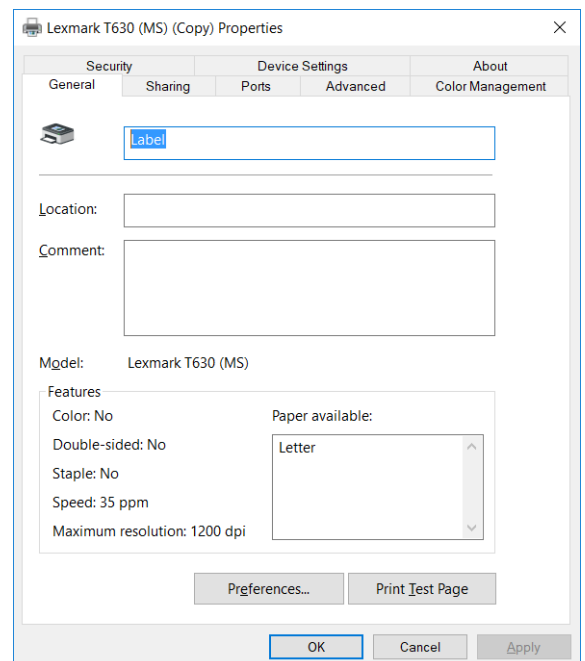 Lexmark T630 (MS) (Copy) Properties
Security Device Settings About
General Sharing Ports Advanced Color Management
Label
Location:
Comment:
Model: Lexmark T630 (MS)
Features
Color: No Paper available:
Double-sided: No Letter
Staple: No
Speed: 35 ppm
Maximum resolution: 1200 dpi
Preferences... Print Test Page
OK Cancel Apply